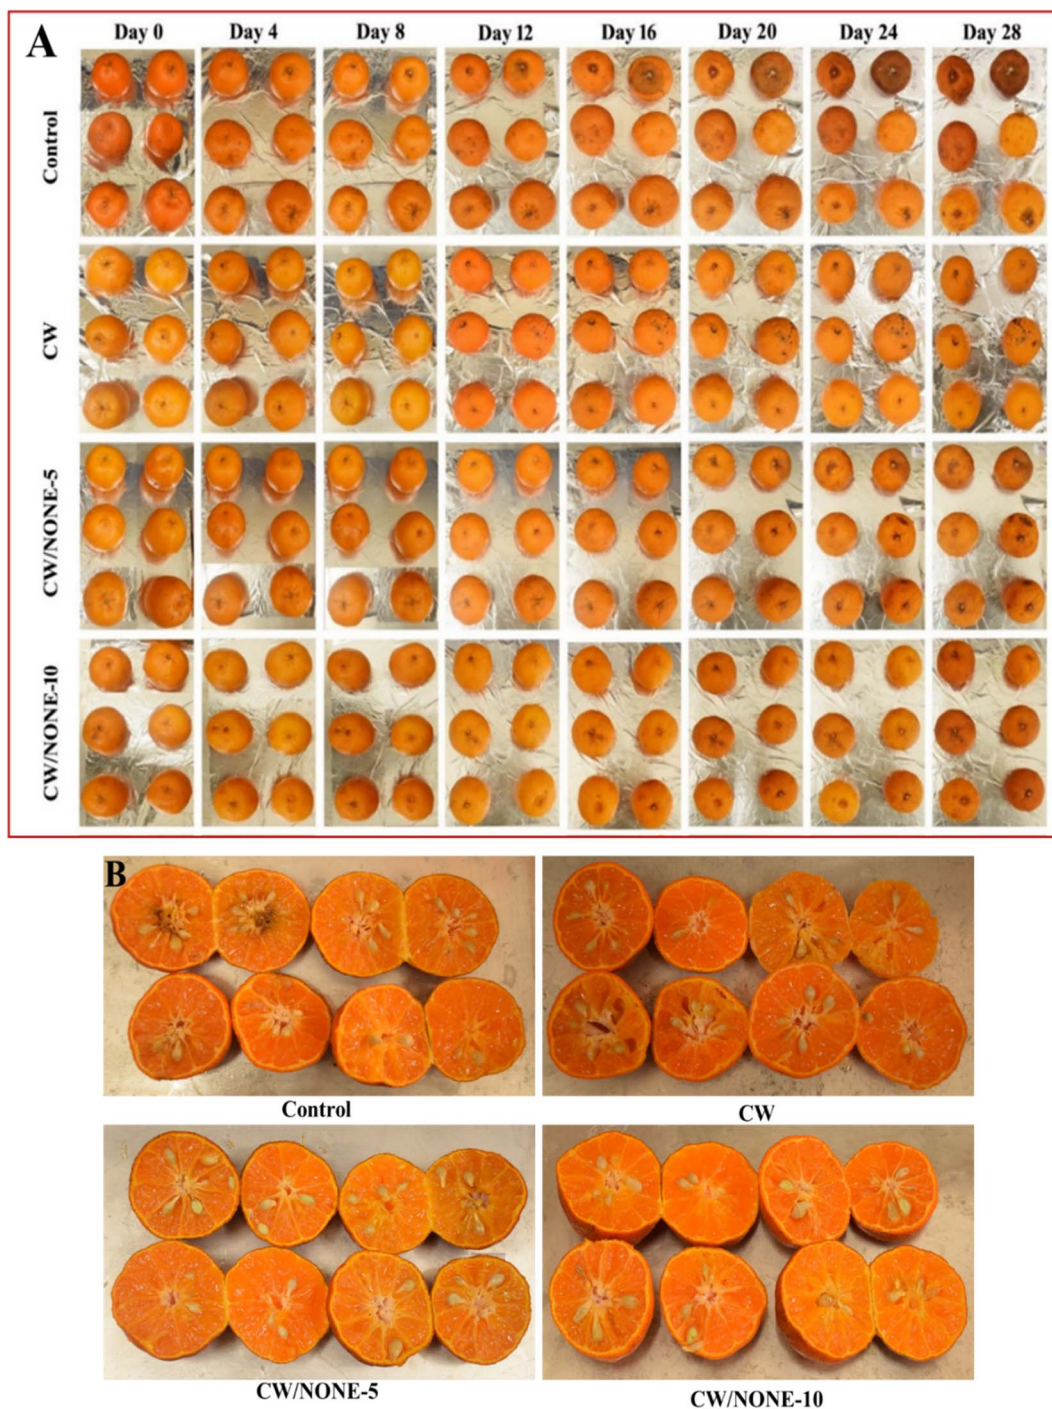 A
Day 0 Day 4 Day 8 Day 12 Day 16 Day 20 Day 24 Day 28
Control
CW
CW/NONE-5
CW/NONE-10
B
Control CW
CW/NONE-5 CW/NONE-10